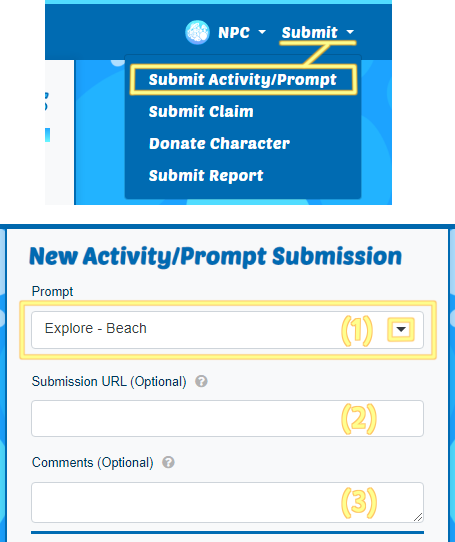 NPC Submit
Submit Activity/Prompt
Submit Claim
Donate Character
Submit Report
New Activity/Prompt Submission
Prompt
Explore - Beach (1)
Submission URL (Optional) ?
(2)
Comments (Optional) ?
(3)